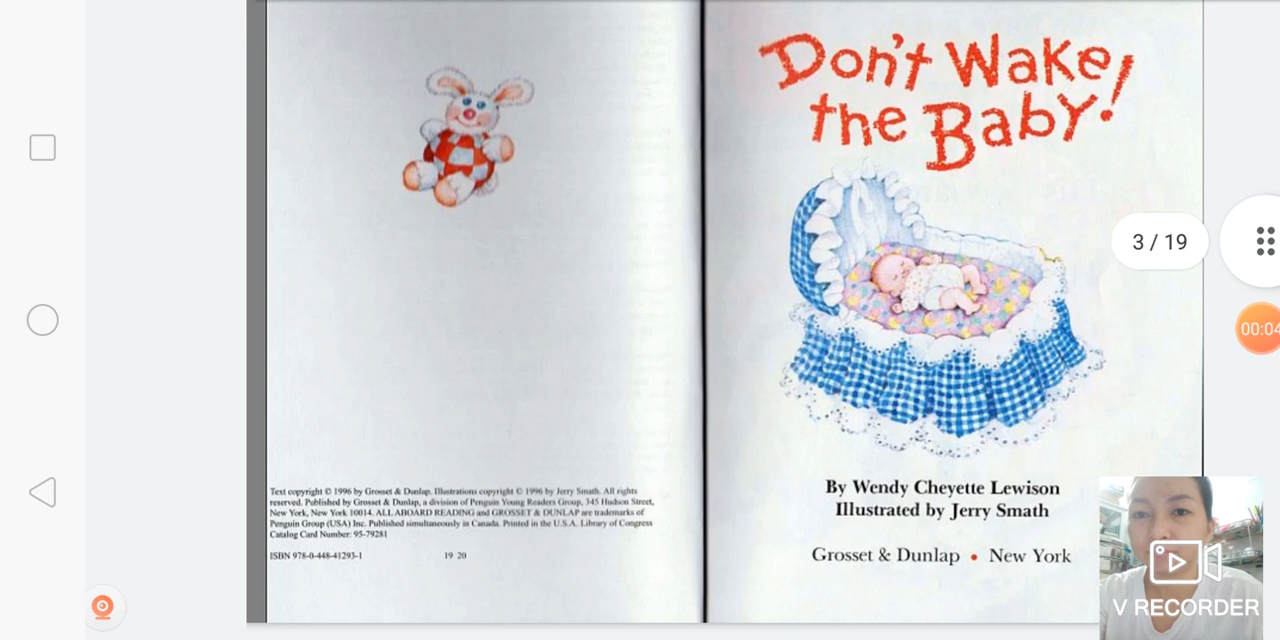 Don't Wake
the Baby!
3 / 19
00:04
Text copyright © 1996 by Grosset & Dunlap. Illustrations copyright © 1996 by Jerry Smath. All rights
reserved. Published by Grosset & Dunlap, a division of Penguin Young Readers Group, 345 Hudson Street,
New York, New York 10014. ALL ABOARD READING and GROSSET & DUNLAP are trademarks of
Penguin Group (USA) Inc. Published simultaneously in Canada. Printed in the U.S.A. Library of Congress
Catalog Card Number: 95-79281
ISBN 978-0-448-41293-1 19 20
By Wendy Cheyette Lewison
Illustrated by Jerry Smath
Grosset & Dunlap • New York
V RECORDER